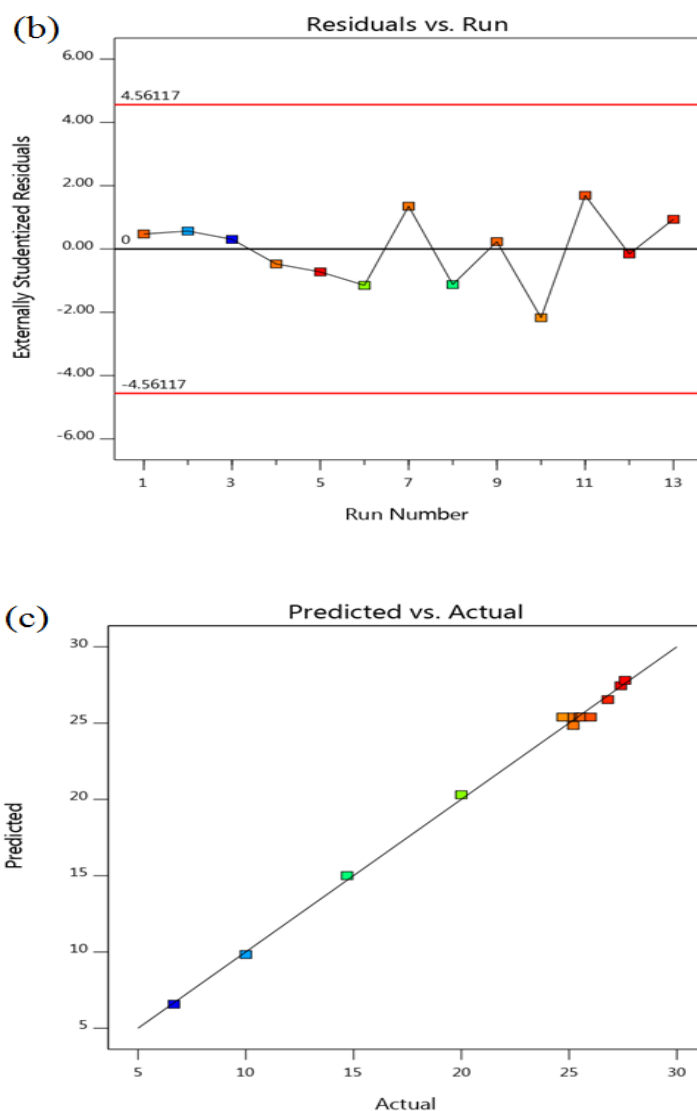 (b)
Residuals vs. Run
6.00
4.56117
4.00
2.00
0.00
0
-2.00
-4.00
-4.56117
-6.00
Externally Studentized Residuals
1 3 5 7 9 11 13
Run Number
(c)
Predicted vs. Actual
30
25
20
15
10
5
Predicted
5 10 15 20 25 30
Actual